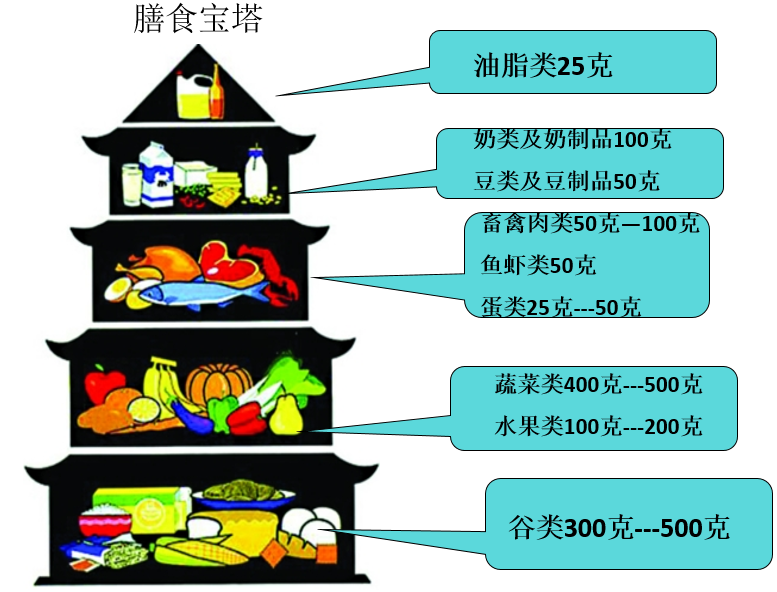 膳食宝塔
油脂类25克
奶类及奶制品100克
豆类及豆制品50克
畜禽肉类50克—100克
鱼虾类50克
蛋类25克---50克
蔬菜类400克---500克
水果类100克---200克
谷类300克---500克